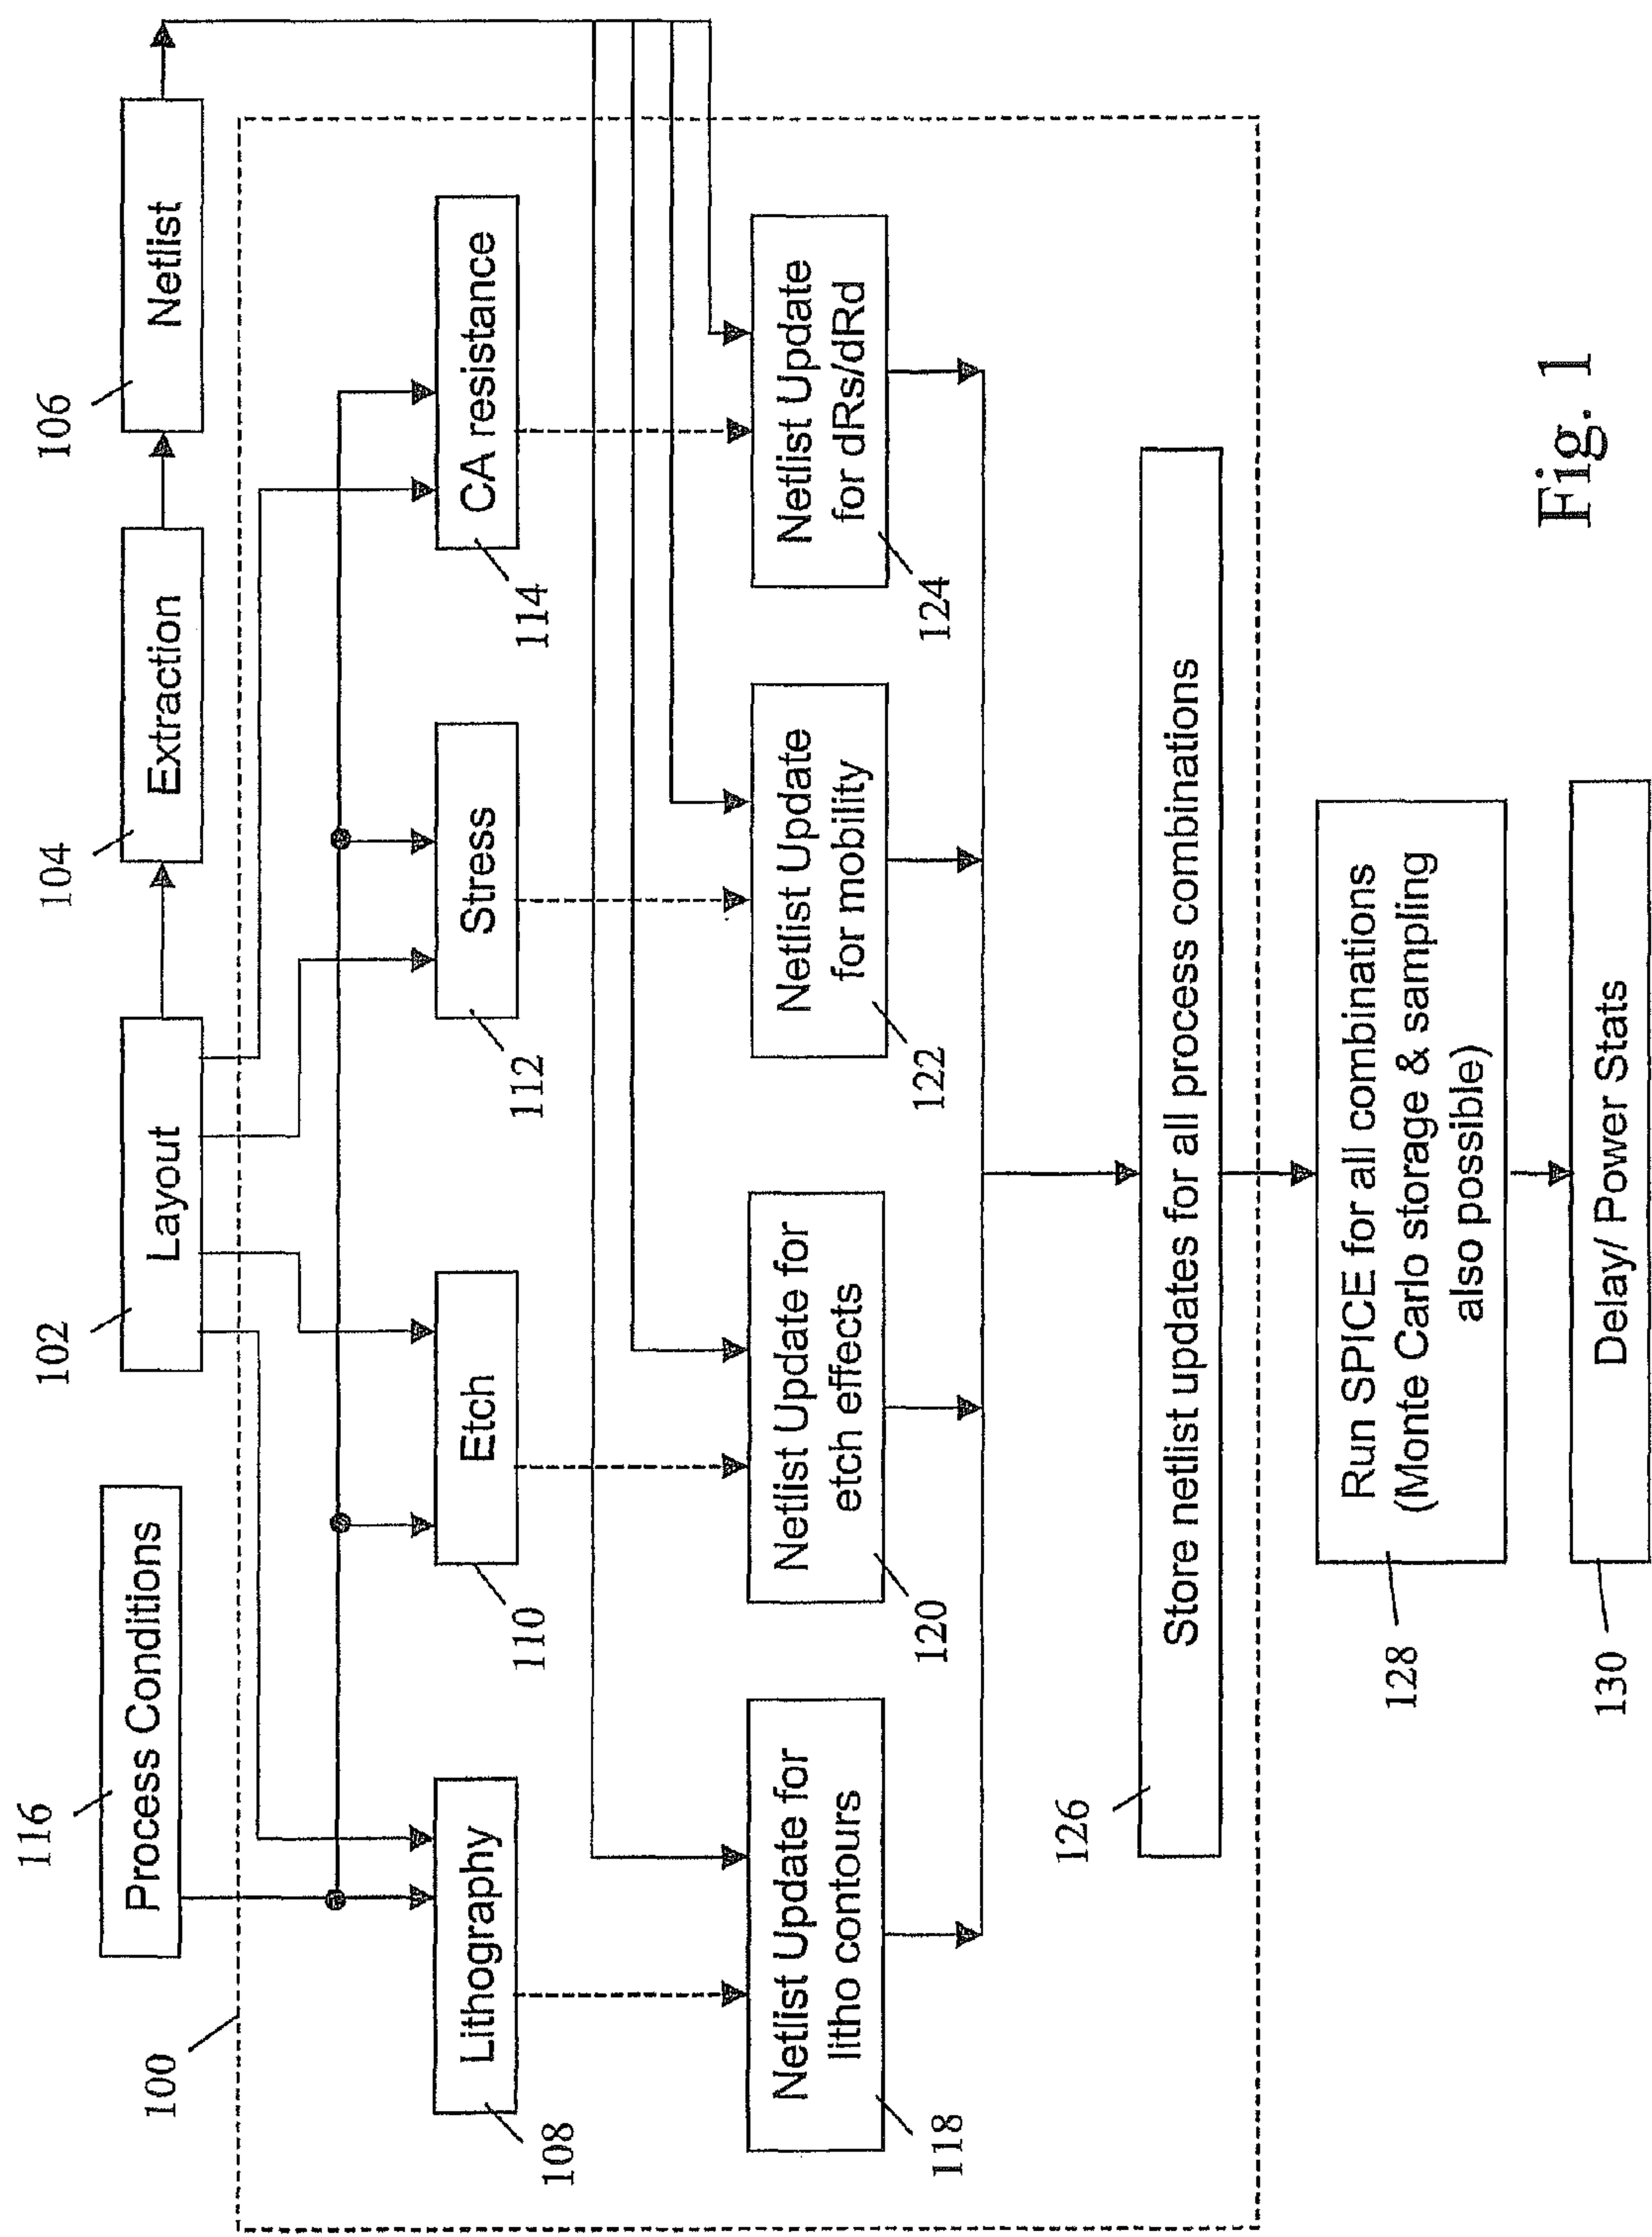 116
Process Conditions
102
Layout
104
Extraction
106
Netlist
100
Lithography
108
Etch
110
Stress
112
CA resistance
114
Netlist Update for
litho contours
118
Netlist Update for
etch effects
120
Netlist Update
for mobility
122
Netlist Update
for dRs/dRd
124
126
Store netlist updates for all process combinations
128
Run SPICE for all combinations
(Monte Carlo storage & sampling
also possible)
130
Delay/ Power Stats
Fig. 1